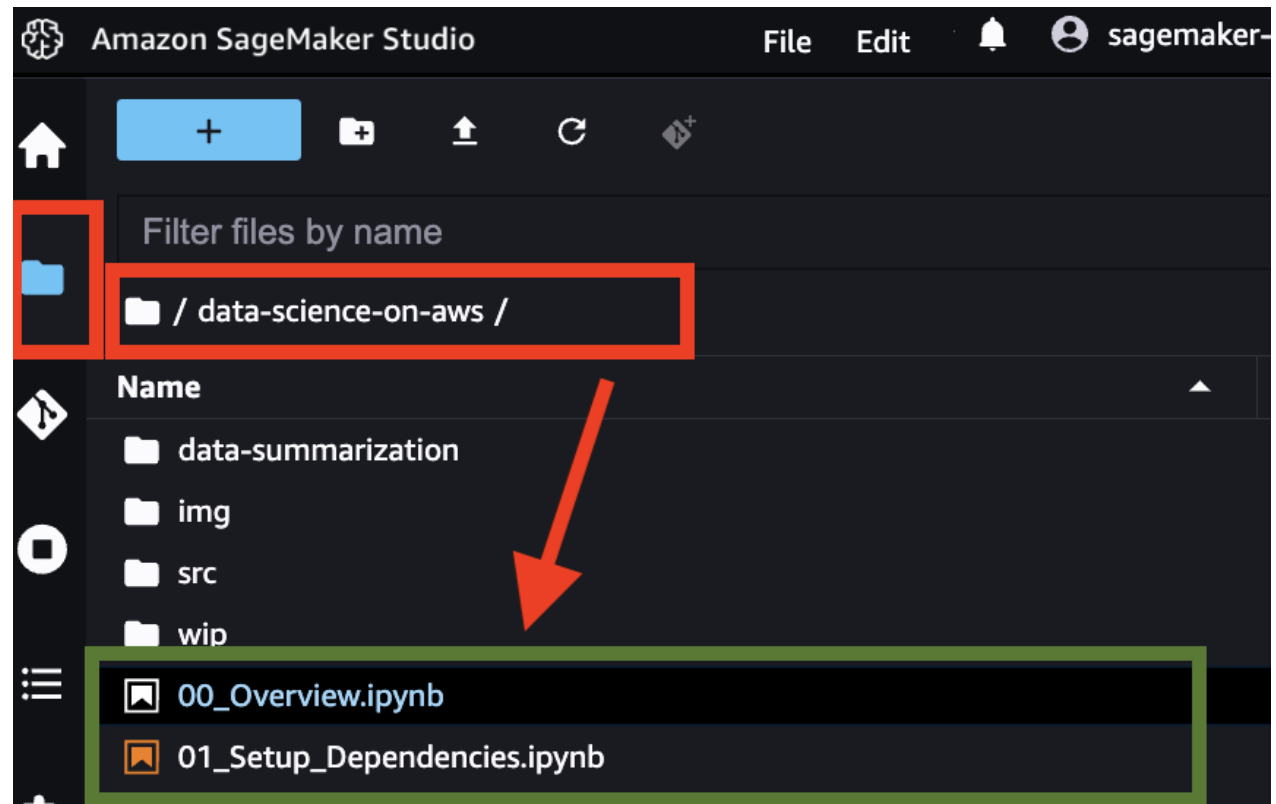 Amazon SageMaker Studio File Edit sagemaker-
+
Filter files by name
/ data-science-on-aws /
Name
data-summarization
img
src
wip
00_Overview.ipynb
01_Setup_Dependencies.ipynb